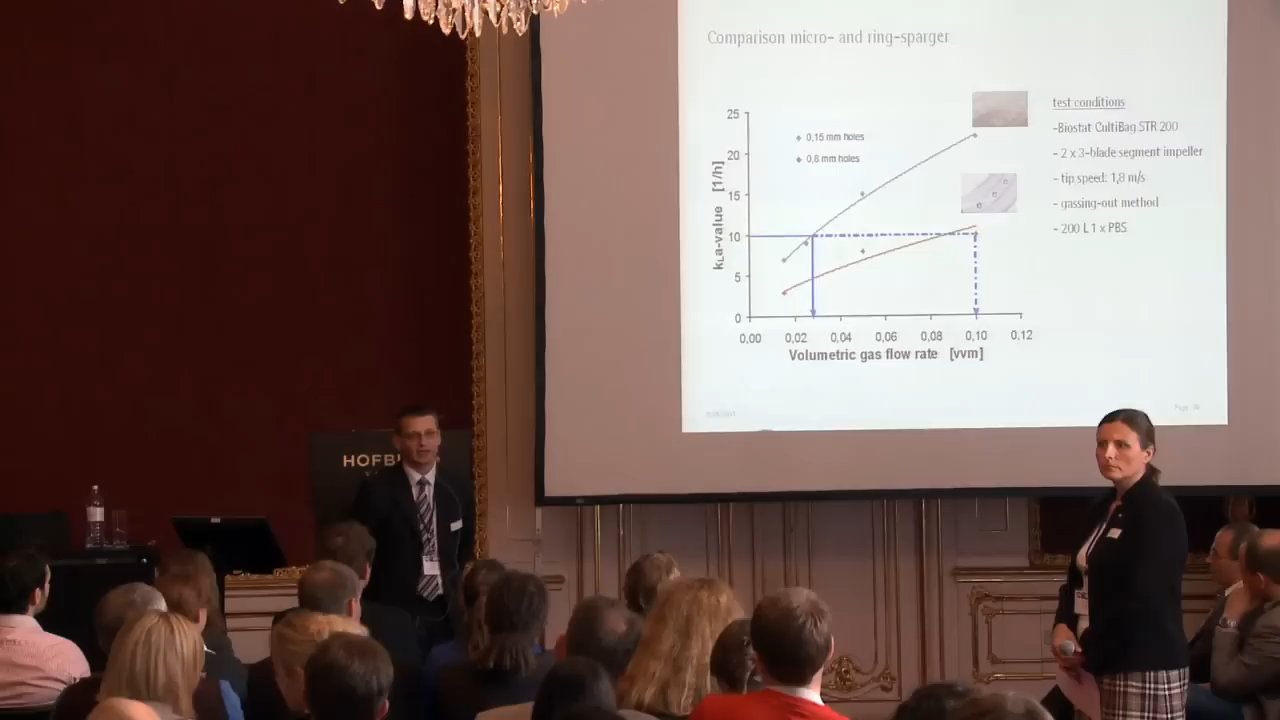 Comparison micro- and ring-sparger
25
20
15
10
5
0
kLa-value [1/h]
0,15 mm holes
0,8 mm holes
0,00 0,02 0,04 0,06 0,08 0,10 0,12
Volumetric gas flow rate [vvm]
test conditions
-Biostat CultiBag STR 200
- 2 x 3-blade segment impeller
- tip speed: 1,8 m/s
- gassing-out method
- 200 L 1 x PBS
Page